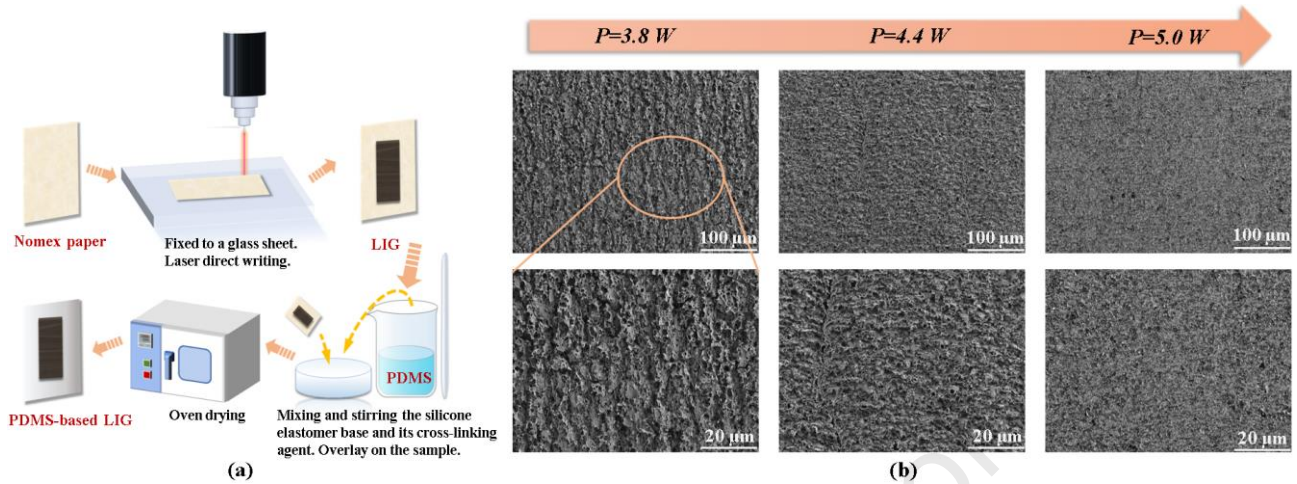 Nomex paper
Fixed to a glass sheet.
Laser direct writing.
LIG
PDMS-based LIG
Oven drying
PDMS
Mixing and stirring the silicone
elastomer base and its cross-linking
agent. Overlay on the sample.
(a)
P=3.8 W
P=4.4 W
P=5.0 W
100 μm
100 μm
100 μm
20 μm
20 μm
20 μm
(b)